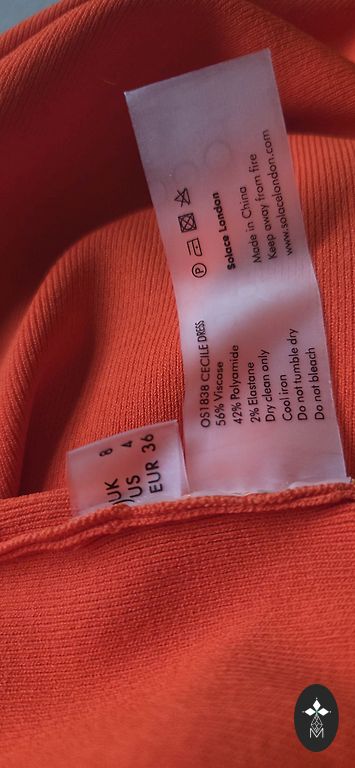 OS1838 CECILE DRESS
56% Viscose
42% Polyamide
2% Elastane
Dry clean only
Cool iron
Do not tumble dry
Do not bleach
P
Solace London
Made in China
Keep away from fire
www.solacelondon.com
UK 8
US 4
EUR 36
M